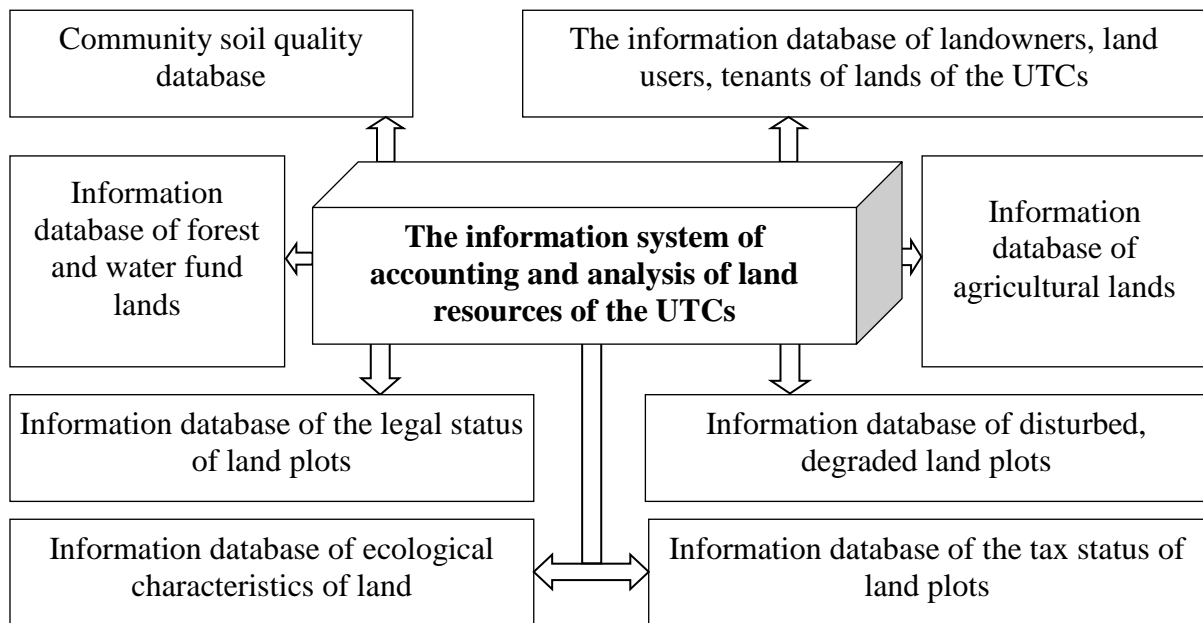 Community soil quality
database
The information database of landowners, land
users, tenants of lands of the UTCs
Information
database of forest
and water fund
lands
The information system of
accounting and analysis of land
resources of the UTCs
Information
database of
agricultural lands
Information database of the legal status
of land plots
Information database of disturbed,
degraded land plots
Information database of ecological
characteristics of land
Information database of the tax status of
land plots